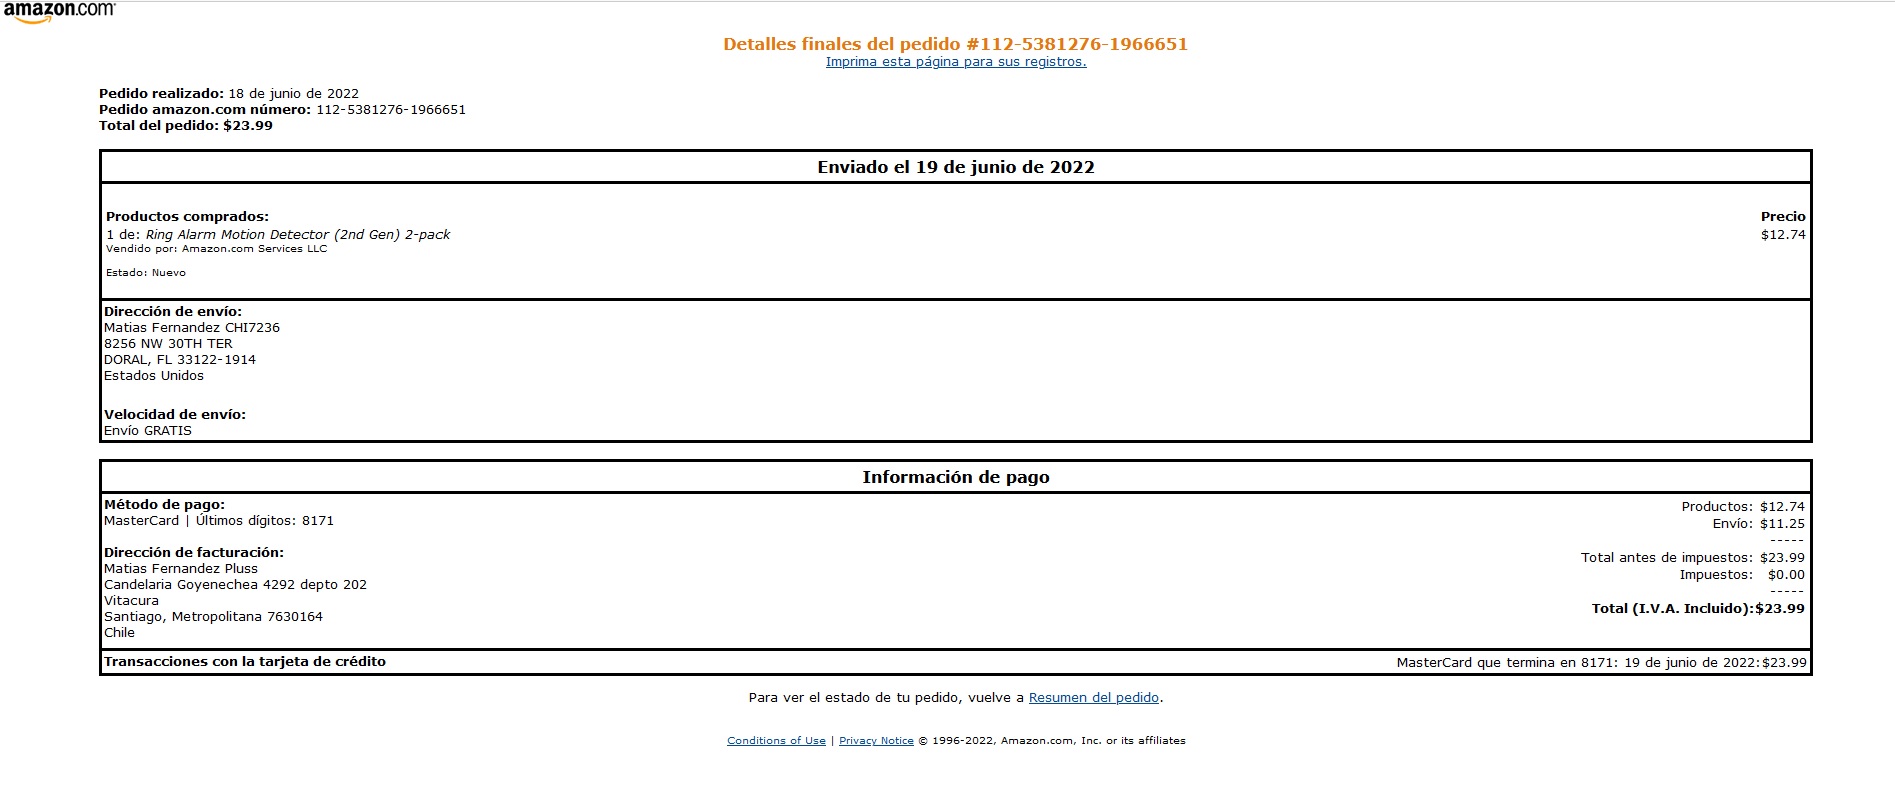 amazon.com
Detalles finales del pedido #112-5381276-1966651
Imprima esta página para sus registros.
Pedido realizado: 18 de junio de 2022
Pedido amazon.com número: 112-5381276-1966651
Total del pedido: $23.99
Enviado el 19 de junio de 2022
Productos comprados: Precio
1 de: Ring Alarm Motion Detector (2nd Gen) 2-pack $12.74
Vendido por: Amazon.com Services LLC
Estado: Nuevo
Dirección de envío:
Matias Fernandez CHI7236
8256 NW 30TH TER
DORAL, FL 33122-1914
Estados Unidos
Velocidad de envío:
Envío GRATIS
Información de pago
Método de pago:
MasterCard | Últimos dígitos: 8171
Dirección de facturación:
Matias Fernandez Pluss
Candelaria Goyenechea 4292 depto 202
Vitacura
Santiago, Metropolitana 7630164
Chile
Productos: $12.74
Envío: $11.25
-----
Total antes de impuestos: $23.99
Impuestos: $0.00
-----
Total (I.V.A. Incluido):$23.99
Transacciones con la tarjeta de crédito MasterCard que termina en 8171: 19 de junio de 2022:$23.99
Para ver el estado de tu pedido, vuelve a Resumen del pedido.
Conditions of Use | Privacy Notice © 1996-2022, Amazon.com, Inc. or its affiliates